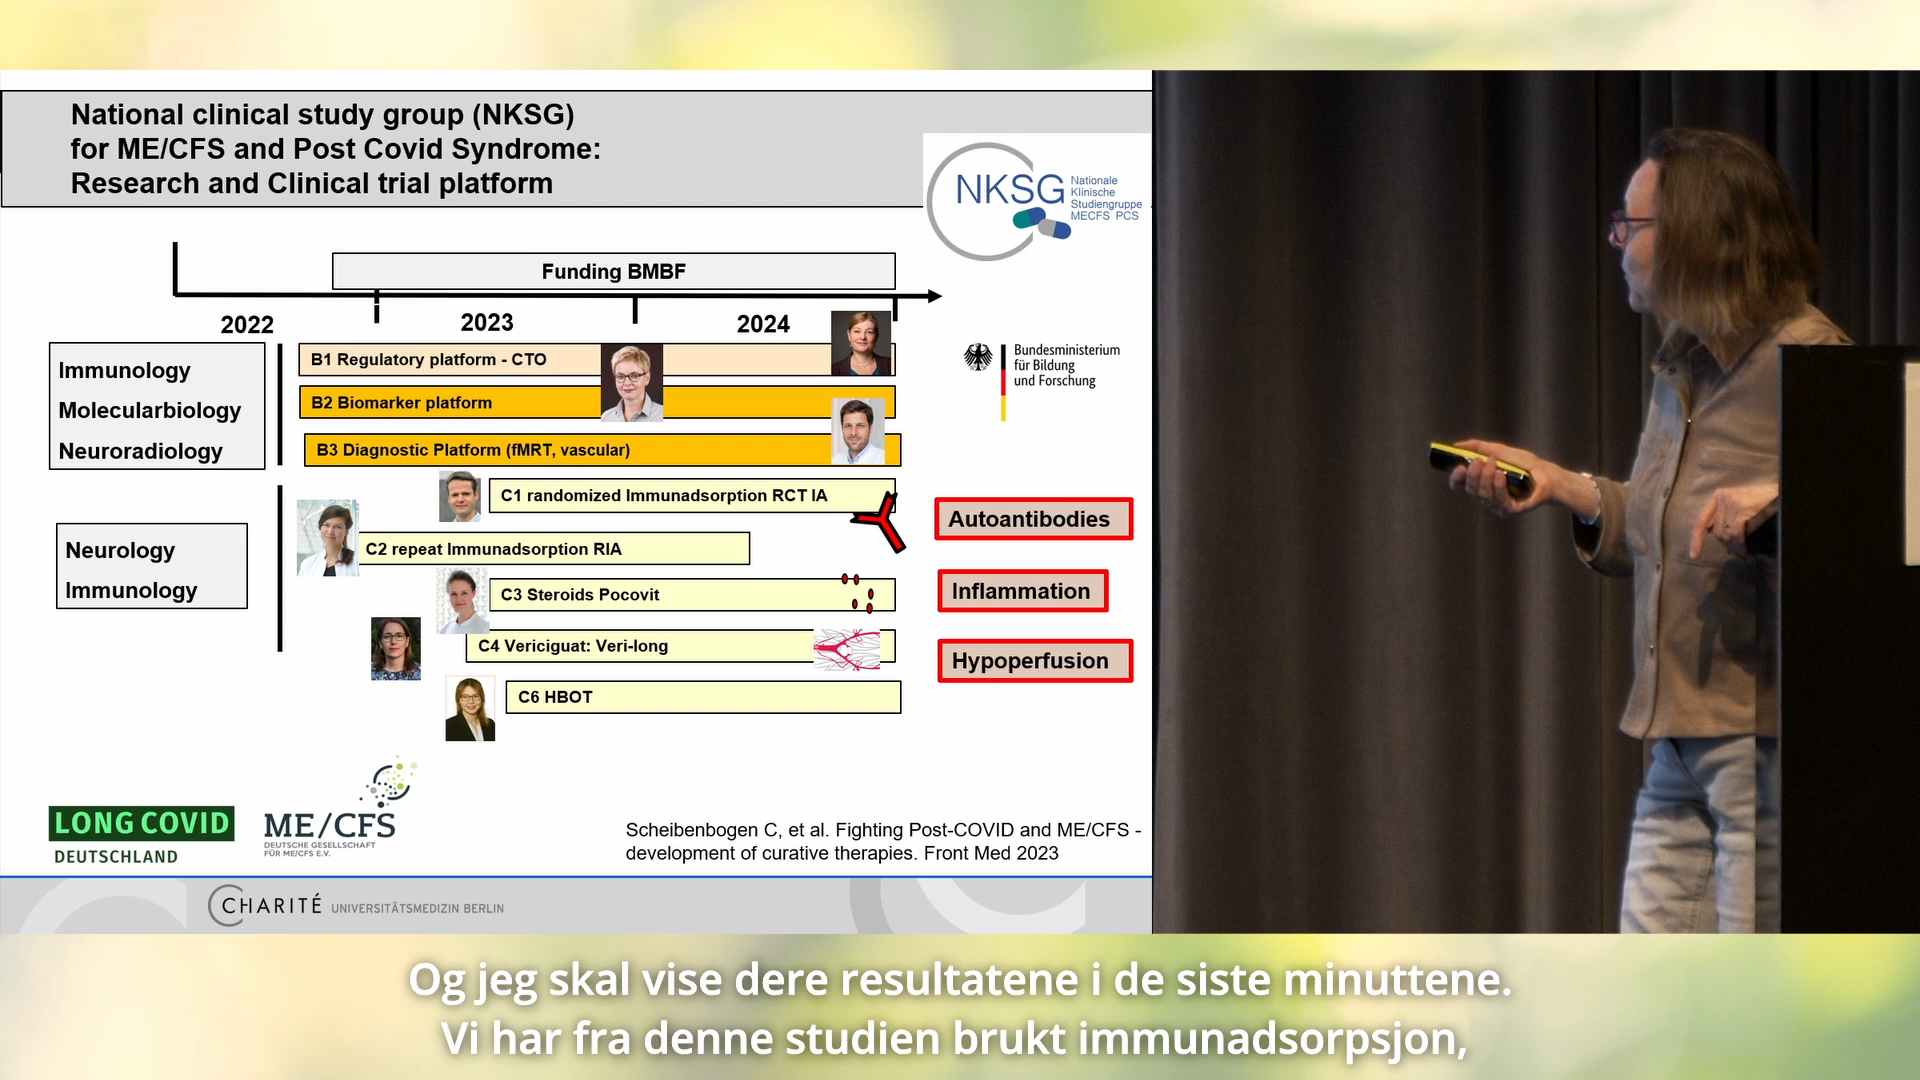 National clinical study group (NKSG)
for ME/CFS and Post Covid Syndrome:
Research and Clinical trial platform
NKSG
Nationale
Klinische
Studiengruppe
MECFS PCS
Funding BMBF
2022
2023
2024
Immunology
Molecularbiology
Neuroradiology
B1 Regulatory platform - CTO
B2 Biomarker platform
B3 Diagnostic Platform (fMRT, vascular)
Bundesministerium
für Bildung
und Forschung
Neurology
Immunology
C1 randomized Immunadsorption RCT IA
C2 repeat Immunadsorption RIA
C3 Steroids Pocovit
C4 Vericiguat: Veri-long
C6 HBOT
Autoantibodies
Inflammation
Hypoperfusion
LONG COVID
DEUTSCHLAND
ME/CFS
DEUTSCHE GESELLSCHAFT
FÜR ME/CFS E.V.
Scheibenbogen C, et al. Fighting Post-COVID and ME/CFS -
development of curative therapies. Front Med 2023
CHARITÉ UNIVERSITÄTSMEDIZIN BERLIN
Og jeg skal vise dere resultatene i de siste minuttene.
Vi har fra denne studien brukt immunadsorpsjon,